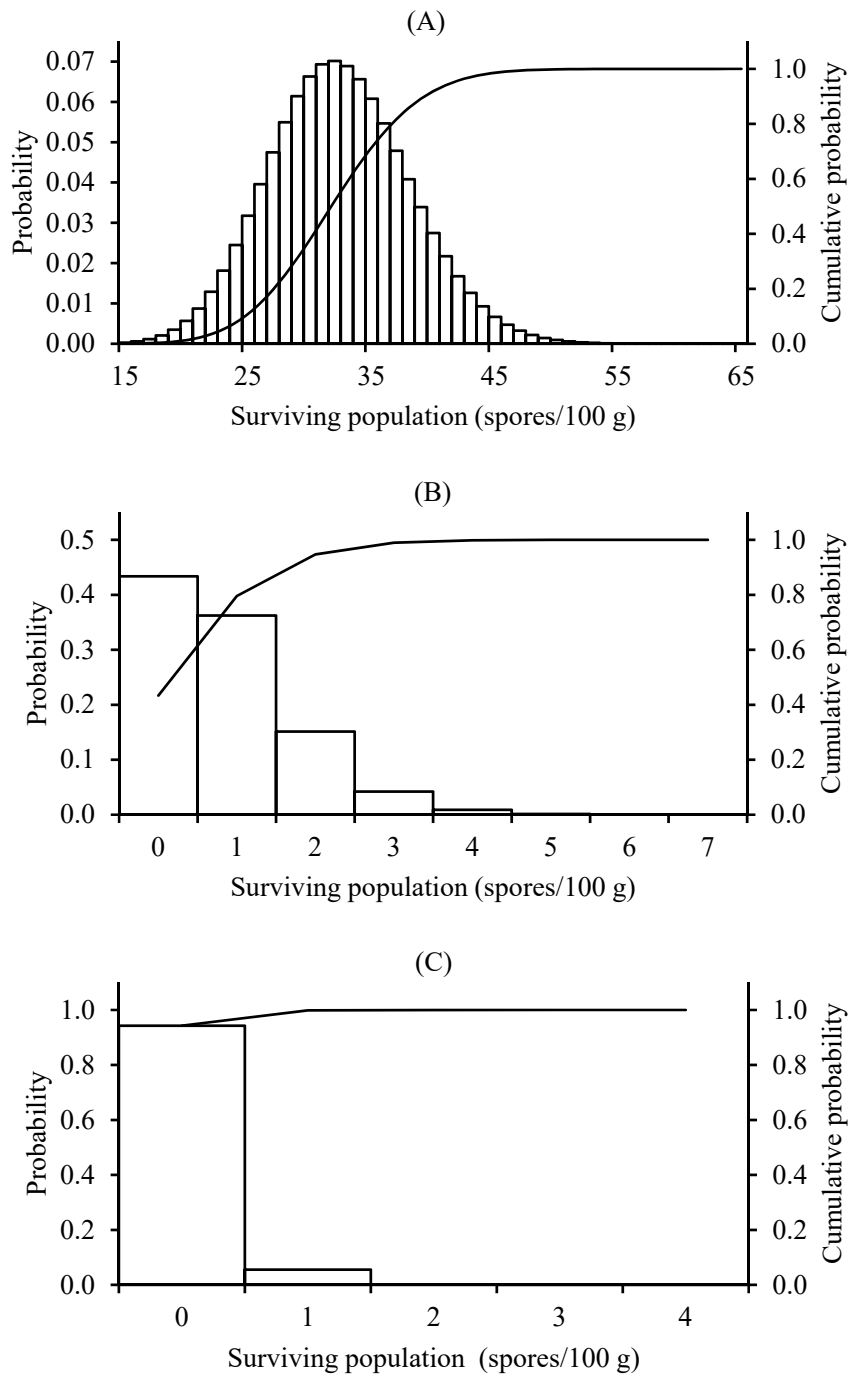 (A)
0.07
0.06
0.05
0.04
0.03
0.02
0.01
0.00
Probability
1.0
0.8
0.6
0.4
0.2
0.0
Cumulative probability
15 25 35 45 55 65
Surviving population (spores/100 g)
(B)
0.5
0.4
0.3
0.2
0.1
0.0
Probability
1.0
0.8
0.6
0.4
0.2
0.0
Cumulative probability
0 1 2 3 4 5 6 7
Surviving population (spores/100 g)
(C)
1.0
0.8
0.6
0.4
0.2
0.0
Probability
1.0
0.8
0.6
0.4
0.2
0.0
Cumulative probability
0 1 2 3 4
Surviving population (spores/100 g)